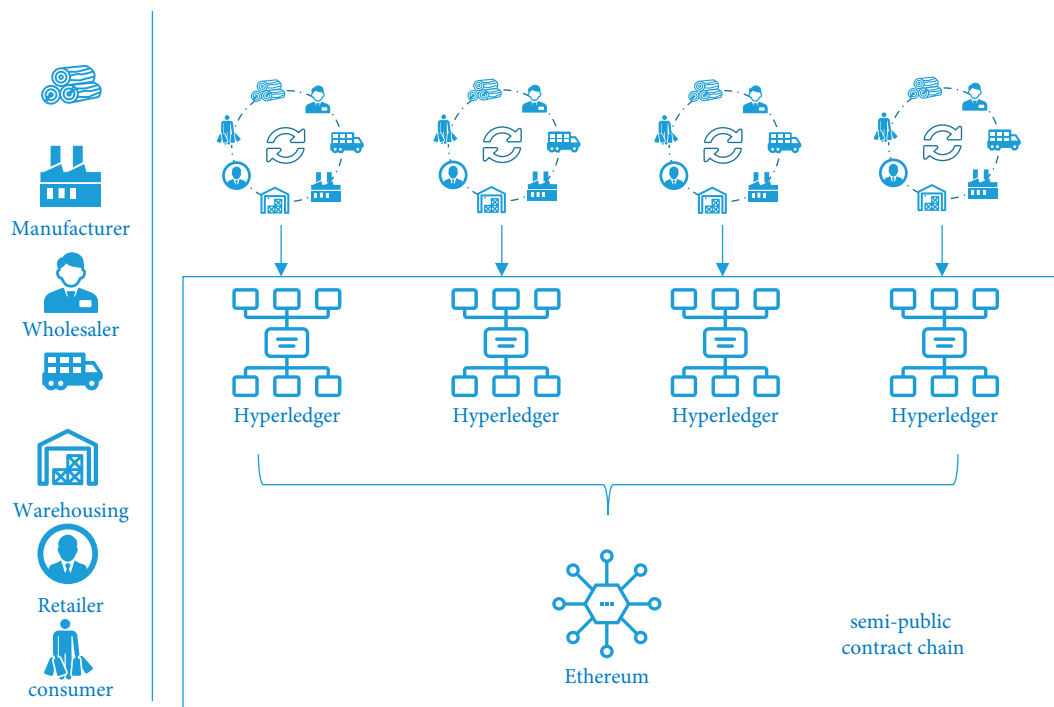 Manufacturer
Wholesaler
Warehousing
Retailer
consumer
Hyperledger
Hyperledger
Hyperledger
Hyperledger
Ethereum
semi-public
contract chain